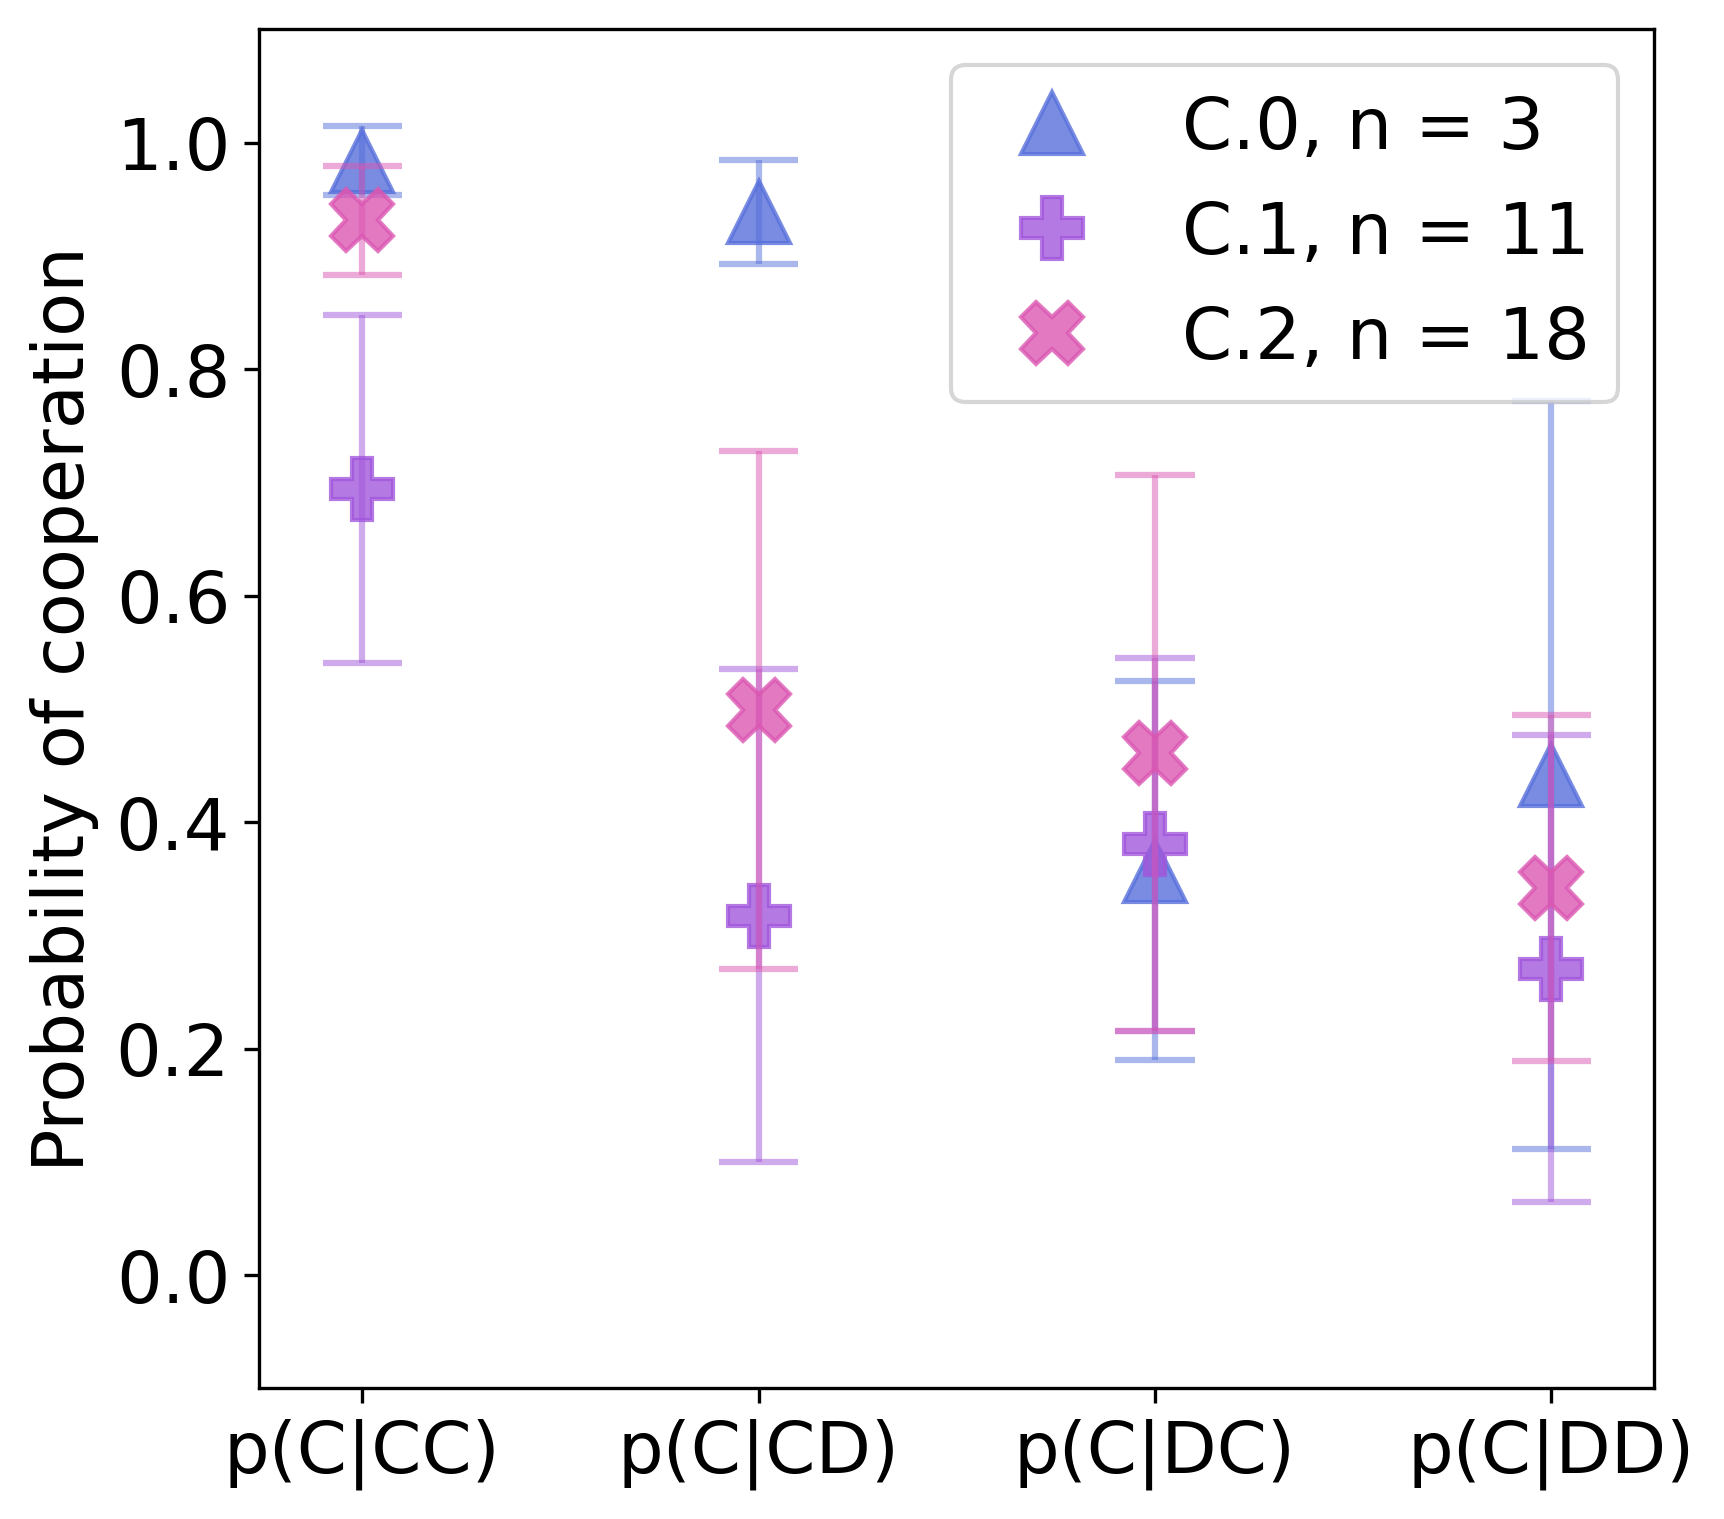 C.0, n = 3
C.1, n = 11
C.2, n = 18
Probability of cooperation
1.0
0.8
0.6
0.4
0.2
0.0
p(C|CC)
p(C|CD)
p(C|DC)
p(C|DD)